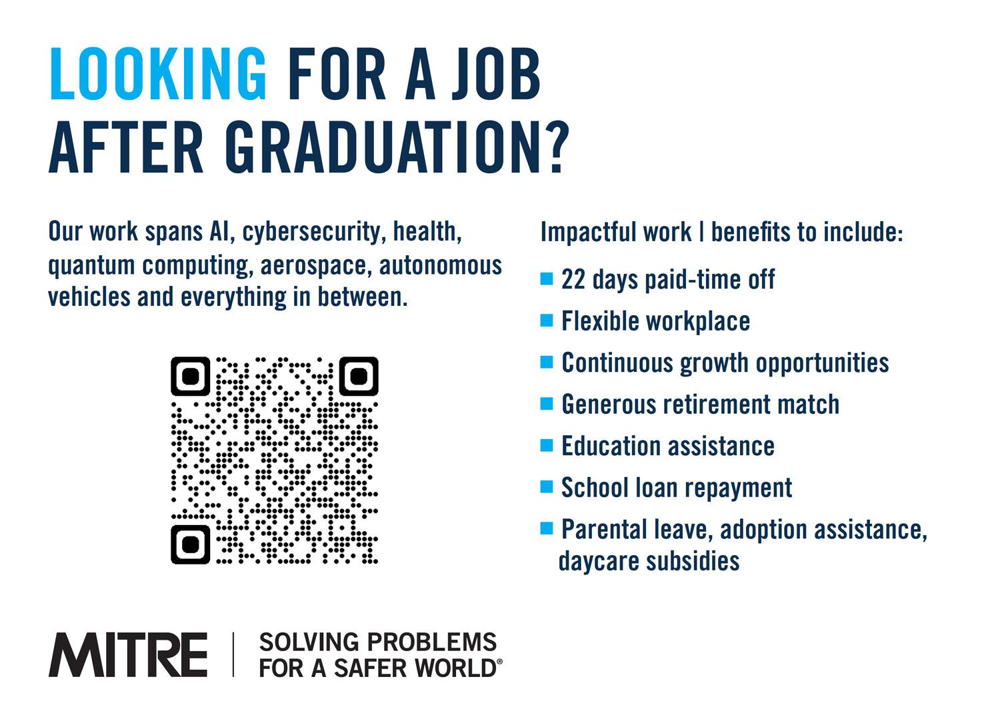 LOOKING FOR A JOB
AFTER GRADUATION?
Our work spans AI, cybersecurity, health,
quantum computing, aerospace, autonomous
vehicles and everything in between.
Impactful work | benefits to include:
22 days paid-time off
Flexible workplace
Continuous growth opportunities
Generous retirement match
Education assistance
School loan repayment
Parental leave, adoption assistance,
daycare subsidies
MITRE
SOLVING PROBLEMS
FOR A SAFER WORLD®